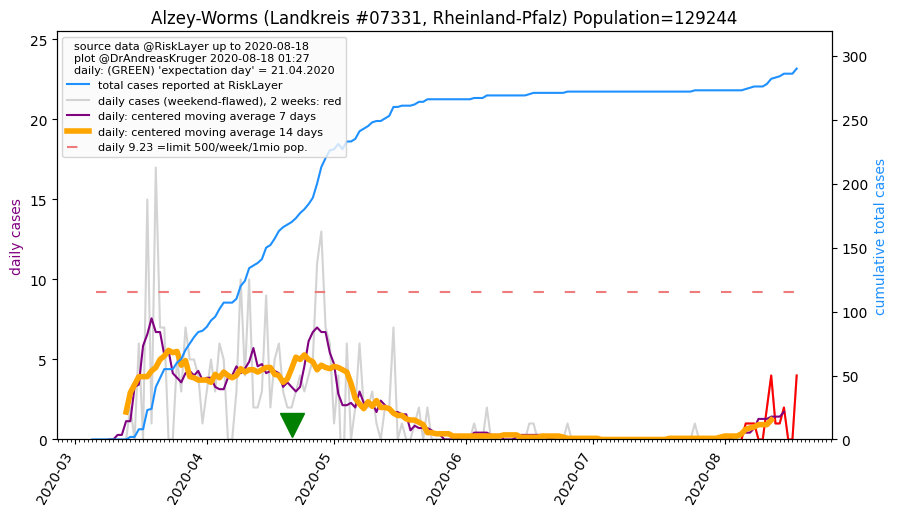 Alzey-Worms (Landkreis #07331, Rheinland-Pfalz) Population=129244
source data @RiskLayer up to 2020-08-18
plot @DrAndreasKruger 2020-08-18 01:27
daily: (GREEN) 'expectation day' = 21.04.2020
total cases reported at RiskLayer
daily cases (weekend-flawed), 2 weeks: red
daily: centered moving average 7 days
daily: centered moving average 14 days
daily 9.23 =limit 500/week/1mio pop.
daily cases
25
20
15
10
5
0
cumulative total cases
300
250
200
150
100
50
0
2020-03
2020-04
2020-05
2020-06
2020-07
2020-08